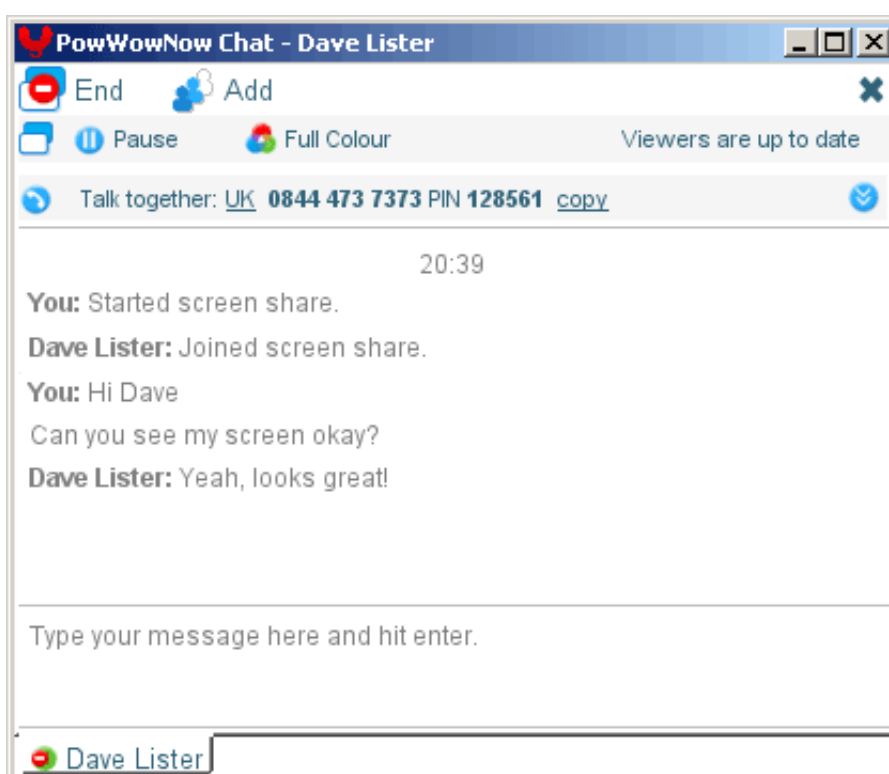 PowWowNow Chat - Dave Lister
End Add
Pause Full Colour Viewers are up to date
Talk together: UK 0844 473 7373 PIN 128561 copy
20:39
You: Started screen share.
Dave Lister: Joined screen share.
You: Hi Dave
Can you see my screen okay?
Dave Lister: Yeah, looks great!
Type your message here and hit enter.
Dave Lister